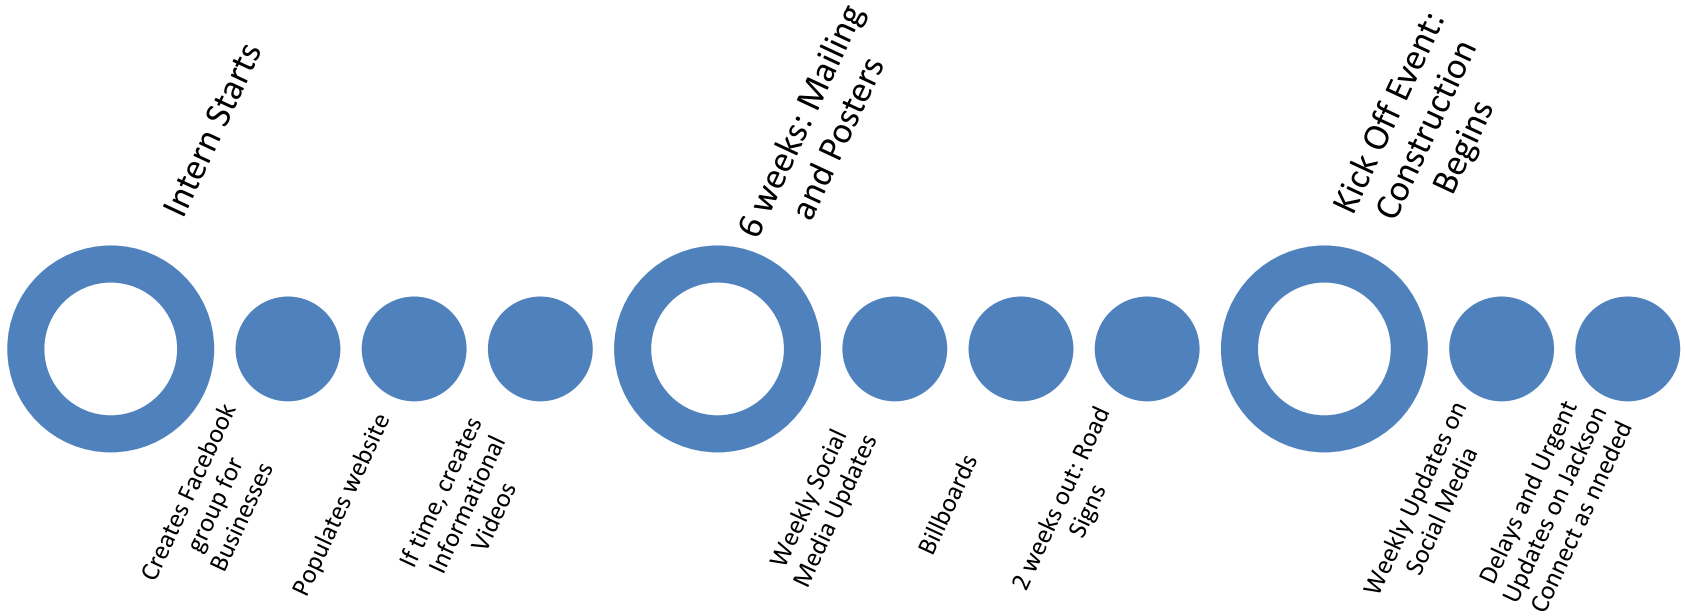 Intern Starts
Creates Facebook
group for
Businesses
Populates website
If time, creates
Informational
Videos
6 weeks: Mailing
and Posters
Weekly Social
Media Updates
Billboards
2 weeks out: Road
Signs
Kick Off Event:
Construction
Begins
Weekly Updates on
Social Media
Delays and Urgent
Updates on Jackson
Connect as nneded